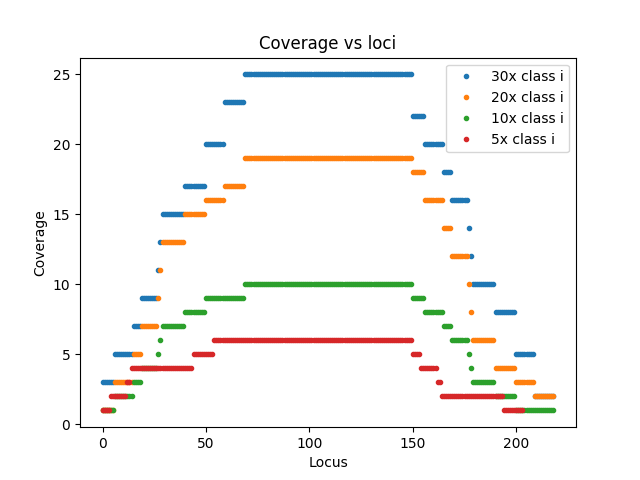 Coverage vs loci
30x class i
20x class i
10x class i
5x class i
25
20
15
10
5
0
Coverage
0 50 100 150 200
Locus